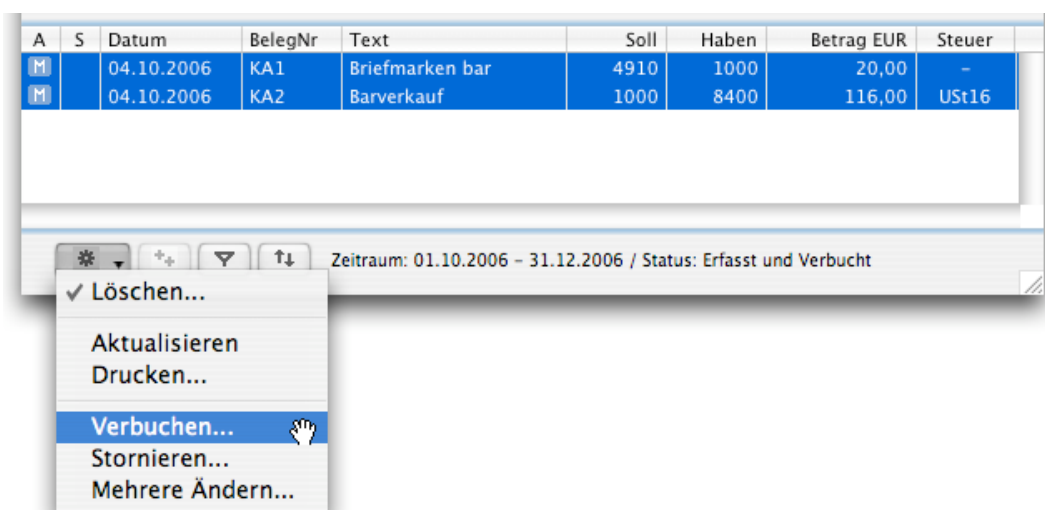 A S Datum BelegNr Text Soll Haben Betrag EUR Steuer
M 04.10.2006 KA1 Briefmarken bar 4910 1000 20,00 –
M 04.10.2006 KA2 Barverkauf 1000 8400 116,00 USt16
Zeitraum: 01.10.2006 – 31.12.2006 / Status: Erfasst und Verbucht
✓ Löschen...
Aktualisieren
Drucken...
Verbuchen...
Stornieren...
Mehrere Ändern...